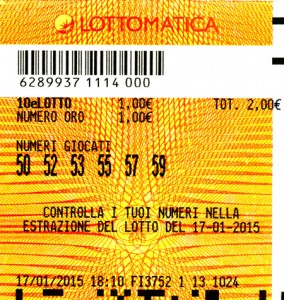 LOTTOMATICA
6289937 1114 000
10eLOTTO 1,00€ TOT. 2,00€
NUMERO ORO 1,00€
NUMERI GIOCATI
50 52 53 55 57 59
CONTROLLA I TUOI NUMERI NELLA
ESTRAZIONE DEL LOTTO DEL 17-01-2015
17/01/2015 18:10 FI3752 1 13 1024